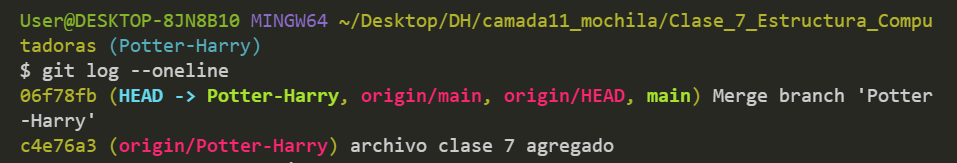 User@DESKTOP-8JN8B10 MINGW64 ~/Desktop/DH/camada11_mochila/Clase_7_Estructura_Compu
tadoras (Potter-Harry)
$ git log --oneline
06f78fb (HEAD -> Potter-Harry, origin/main, origin/HEAD, main) Merge branch 'Potter
-Harry'
c4e76a3 (origin/Potter-Harry) archivo clase 7 agregado